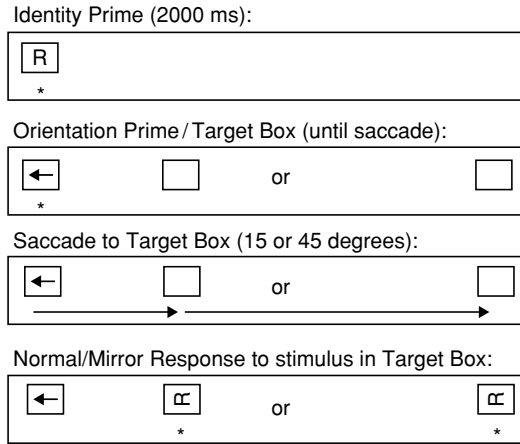 Identity Prime (2000 ms):
R
*
Orientation Prime / Target Box (until saccade):
or
*
Saccade to Target Box (15 or 45 degrees):
or
Normal/Mirror Response to stimulus in Target Box:
R or R
* *